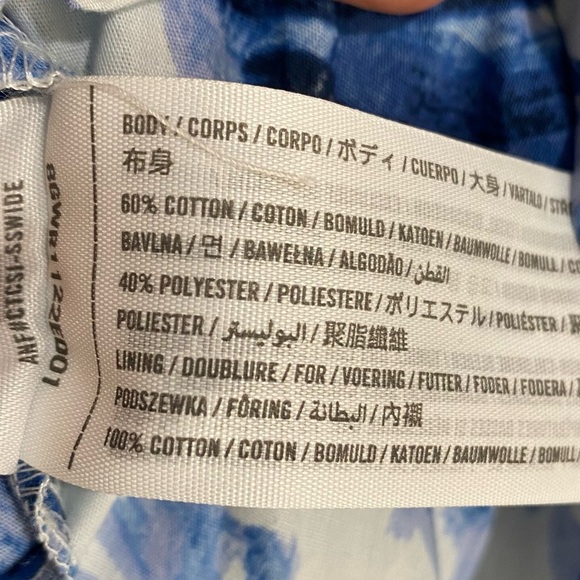 BODY / CORPS / CORPO / ボディ / CUERPO / 大身 / VARTALO /
布身
60% COTTON / COTON / BOMULD / KATOEN / BAUMWOLLE / BOMULL /
BAVLNA / 면 / BAWEŁNA / ALGODÃO / القطن
40% POLYESTER / POLIESTERE / ポリエステル / POLIÉSTER /
POLIESTER / البوليستر / 聚脂纖維
LINING / DOUBLURE / FOR / VOERING / FUTTER / FODER / FODERA /
PODSZEWKA / FÔRING / البطانة / 內襯
100% COTTON / COTON / BOMULD / KATOEN / BAUMWOLLE / BOMULL /
AHF#CTCSI-SSWIDE